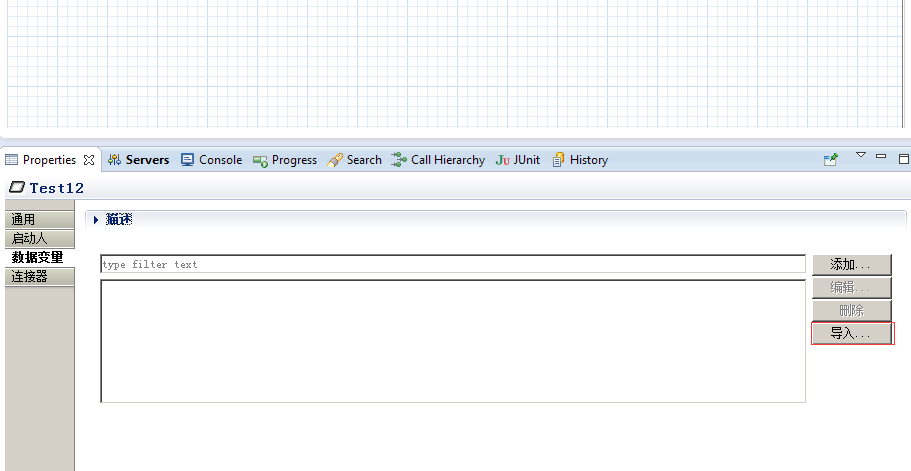 Properties Servers Console Progress Search Call Hierarchy JUnit History
Test12
通用
启动人
数据变量
连接器
描述
type filter text
添加...
编辑...
删除
导入...